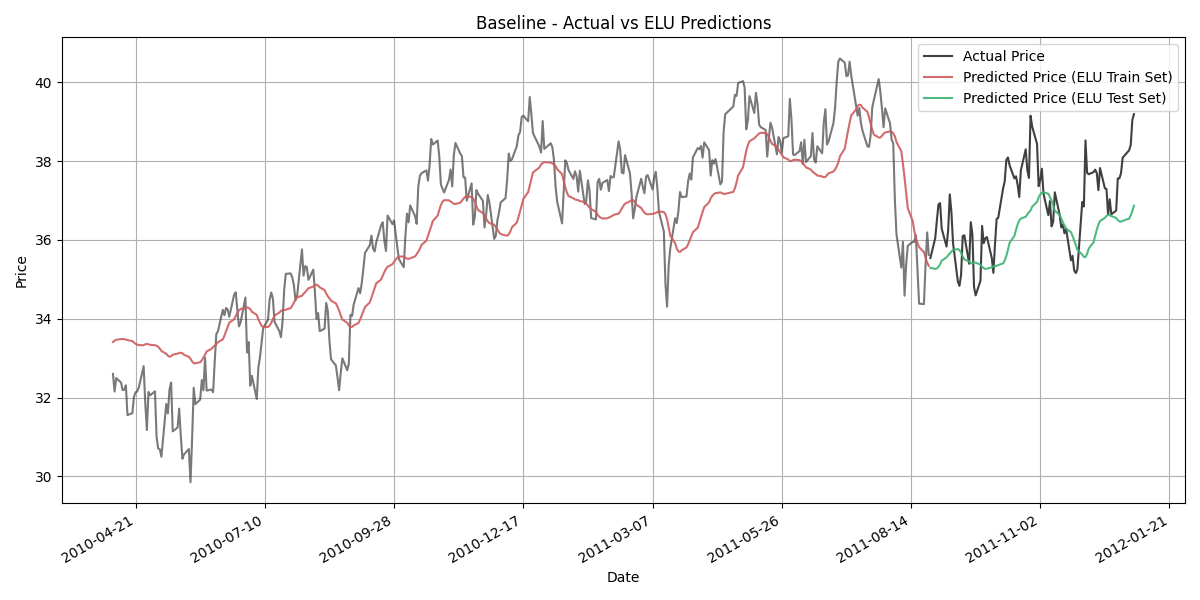 Baseline - Actual vs ELU Predictions
Actual Price
Predicted Price (ELU Train Set)
Predicted Price (ELU Test Set)
Price
40
38
36
34
32
30
2010-04-21
2010-07-10
2010-09-28
2010-12-17
2011-03-07
2011-05-26
2011-08-14
2011-11-02
2012-01-21
Date